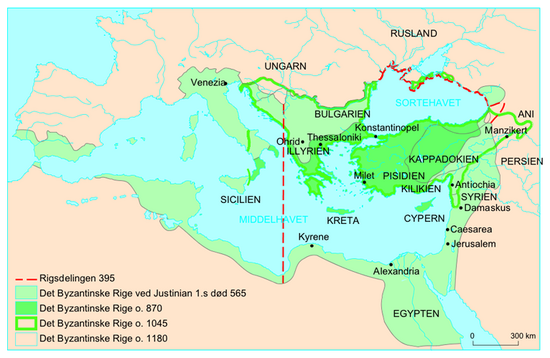 RUSLAND
UNGARN
Venezia
SORTEHAVET
BULGARIEN
ANI
Konstantinopel
Manzikert
Ohrid
Thessaloniki
ILLYRIEN
KAPPADOKIEN
PERSIEN
Milet
PISIDIEN
KILIKIEN
Antiochia
SYRIEN
SICILIEN
Damaskus
MIDDELHAVET
KRETA
CYPERN
Caesarea
Kyrene
Jerusalem
Alexandria
EGYPTEN
Rigsdelingen 395
Det Byzantinske Rige ved Justinian 1.s død 565
Det Byzantinske Rige o. 870
Det Byzantinske Rige o. 1045
Det Byzantinske Rige o. 1180
0 300 km